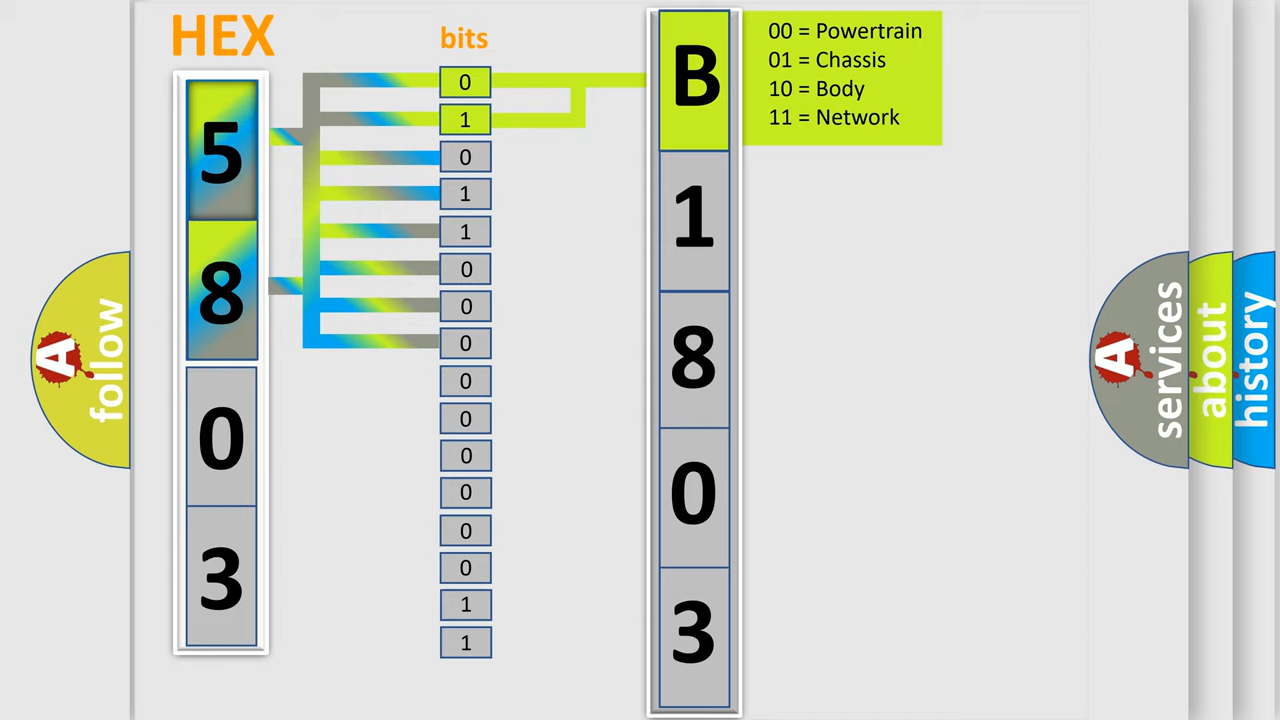 HEX
5
8
0
3
bits
0
1
0
1
1
0
0
0
0
0
0
0
0
0
1
1
B
1
8
0
3
00 = Powertrain
01 = Chassis
10 = Body
11 = Network
A
follow
A
services
about
history